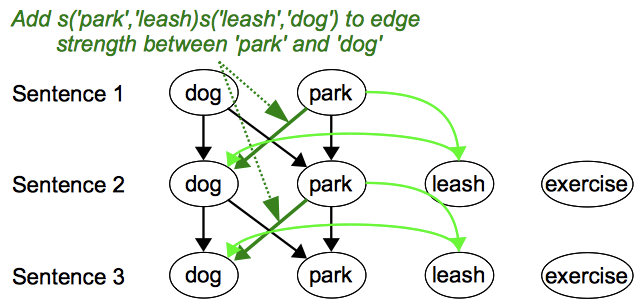 Add s('park','leash)s('leash','dog') to edge
strength between 'park' and 'dog'
Sentence 1 dog park
Sentence 2 dog park leash exercise
Sentence 3 dog park leash exercise